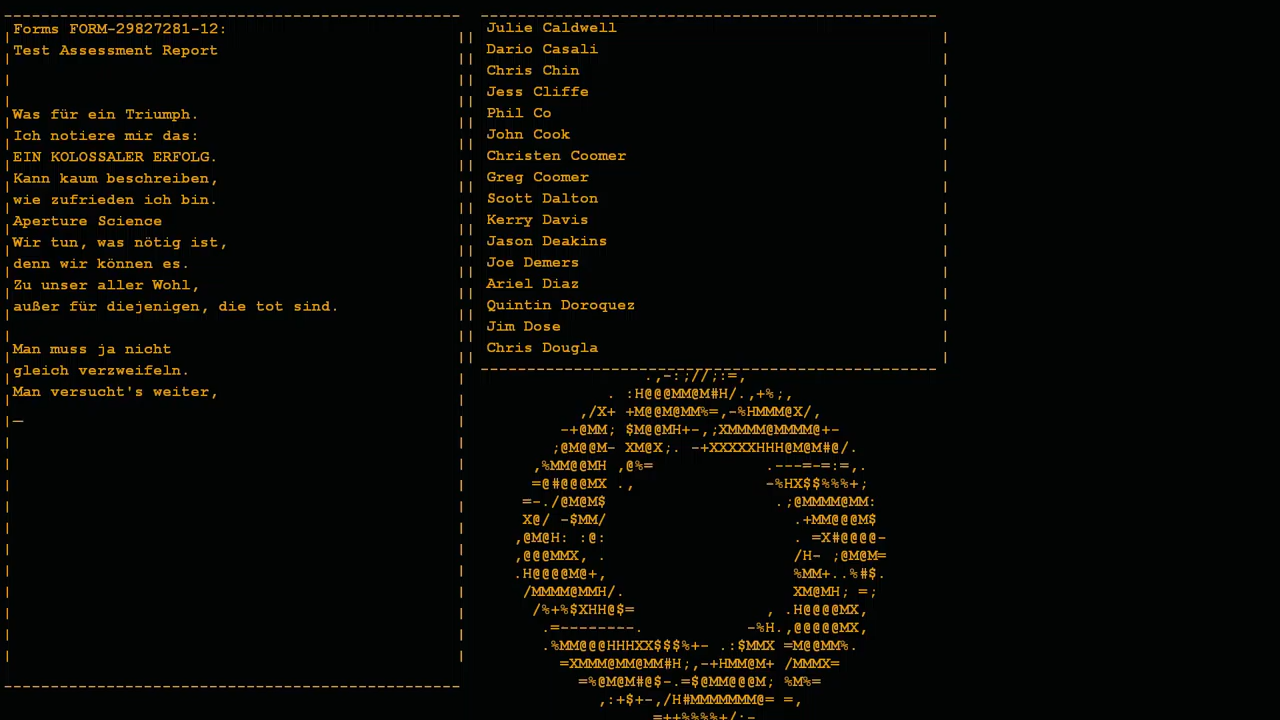 Forms FORM-29827281-12:
Test Assessment Report
Was für ein Triumph.
Ich notiere mir das:
EIN KOLOSSALER ERFOLG.
Kann kaum beschreiben,
wie zufrieden ich bin.
Aperture Science
Wir tun, was nötig ist,
denn wir können es.
Zu unser aller Wohl,
außer für diejenigen, die tot sind.
Man muss ja nicht
gleich verzweifeln.
Man versucht's weiter,
Julie Caldwell
Dario Casali
Chris Chin
Jess Cliffe
Phil Co
John Cook
Christen Coomer
Greg Coomer
Scott Dalton
Kerry Davis
Jason Deakins
Joe Demers
Ariel Diaz
Quintin Doroquez
Jim Dose
Chris Dougla